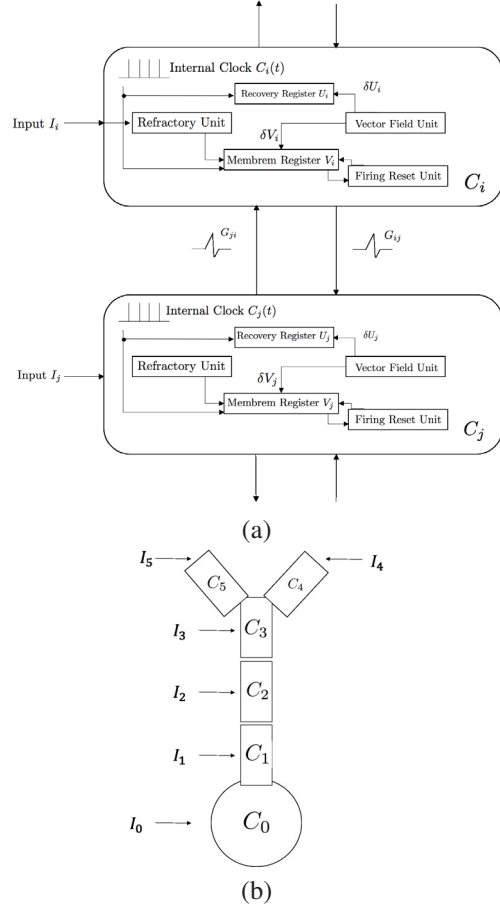 Internal Clock C_i(t)
Recovery Register U_i
δU_i
Input I_i
Refractory Unit
δV_i
Vector Field Unit
Membrem Register V_i
Firing Reset Unit
C_i
G_ji
G_ij
Internal Clock C_j(t)
Recovery Register U_j
δU_j
Input I_j
Refractory Unit
δV_j
Vector Field Unit
Membrem Register V_j
Firing Reset Unit
C_j
(a)
I_5
C_5
C_4
I_4
I_3
C_3
I_2
C_2
I_1
C_1
I_0
C_0
(b)